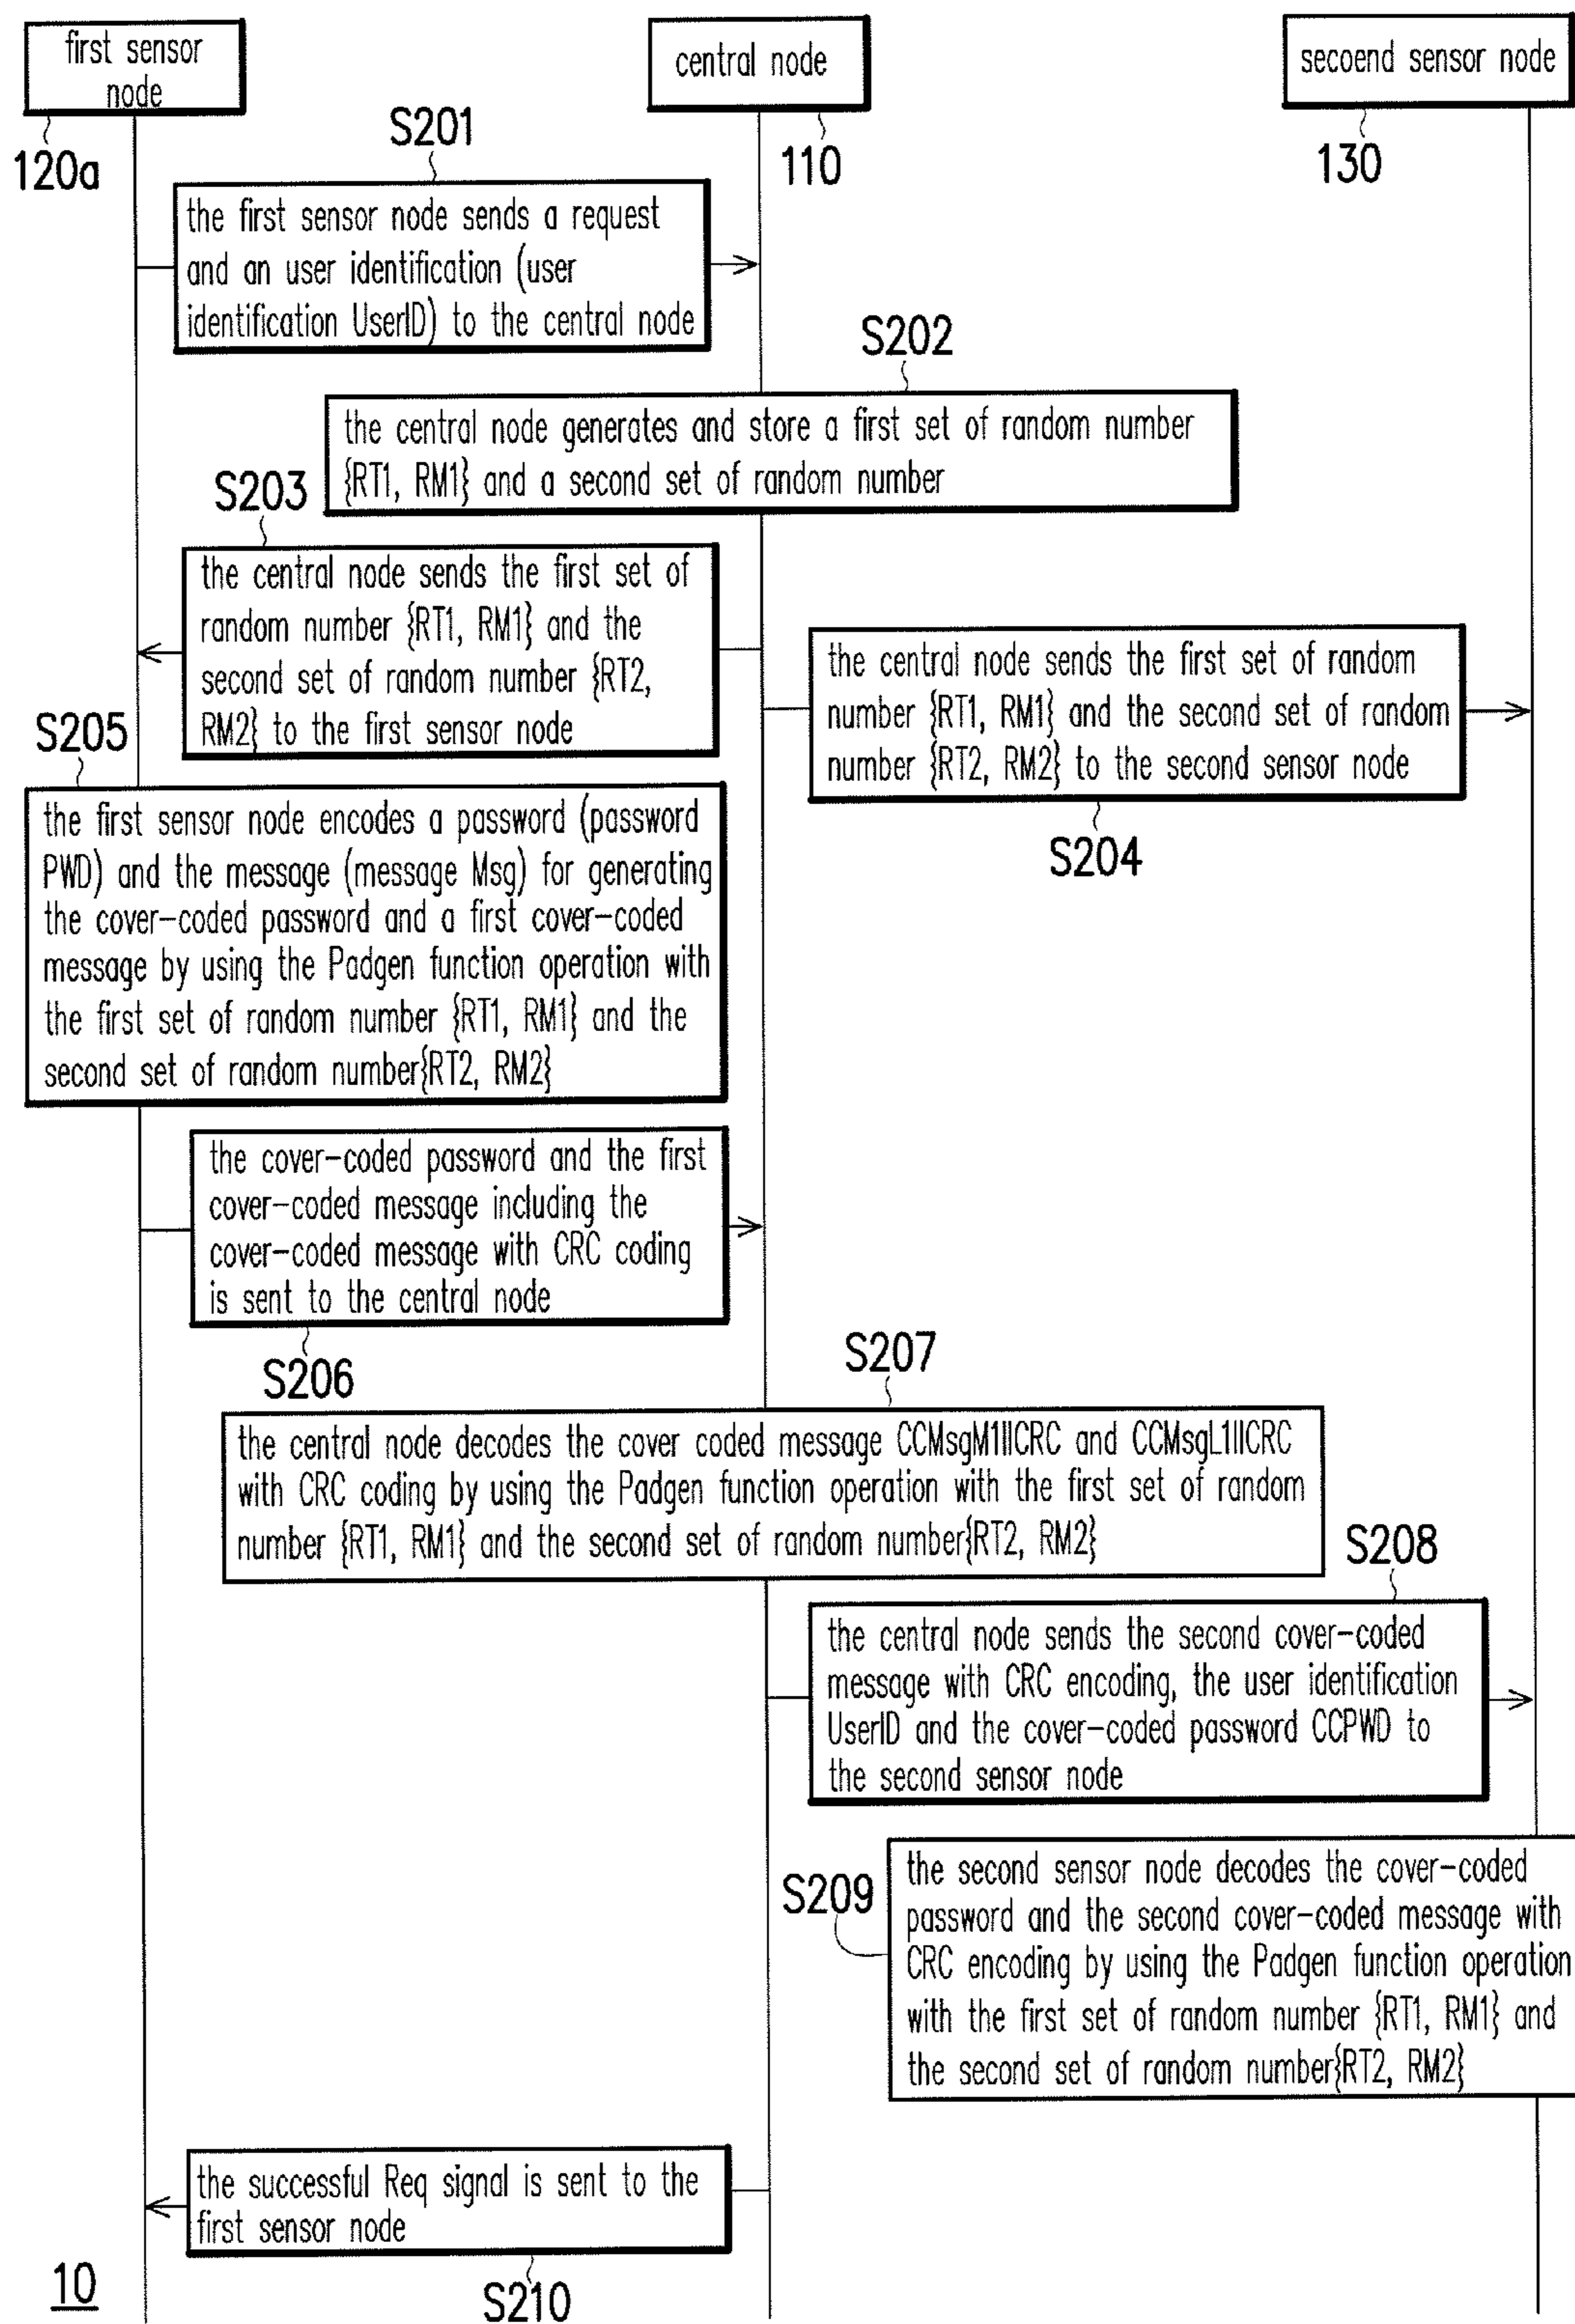 first sensor
node
central node
secoend sensor node
120a
110
130
S201
the first sensor node sends a request
and an user identification (user
identification UserID) to the central node
S202
the central node generates and store a first set of random number
{RT1, RM1} and a second set of random number
S203
the central node sends the first set of
random number {RT1, RM1} and the
second set of random number {RT2,
RM2} to the first sensor node
the central node sends the first set of random
number {RT1, RM1} and the second set of random
number {RT2, RM2} to the second sensor node
S204
S205
the first sensor node encodes a password (password
PWD) and the message (message Msg) for generating
the cover-coded password and a first cover-coded
message by using the Padgen function operation with
the first set of random number {RT1, RM1} and the
second set of random number{RT2, RM2}
the cover-coded password and the first
cover-coded message including the
cover-coded message with CRC coding
is sent to the central node
S206
S207
the central node decodes the cover coded message CCMsgM1IICRC and CCMsgL1IICRC
with CRC coding by using the Padgen function operation with the first set of random
number {RT1, RM1} and the second set of random number{RT2, RM2}
S208
the central node sends the second cover-coded
message with CRC encoding, the user identification
UserID and the cover-coded password CCPWD to
the second sensor node
S209
the second sensor node decodes the cover-coded
password and the second cover-coded message with
CRC encoding by using the Padgen function operation
with the first set of random number {RT1, RM1} and
the second set of random number{RT2, RM2}
the successful Req signal is sent to the
first sensor node
S210
10